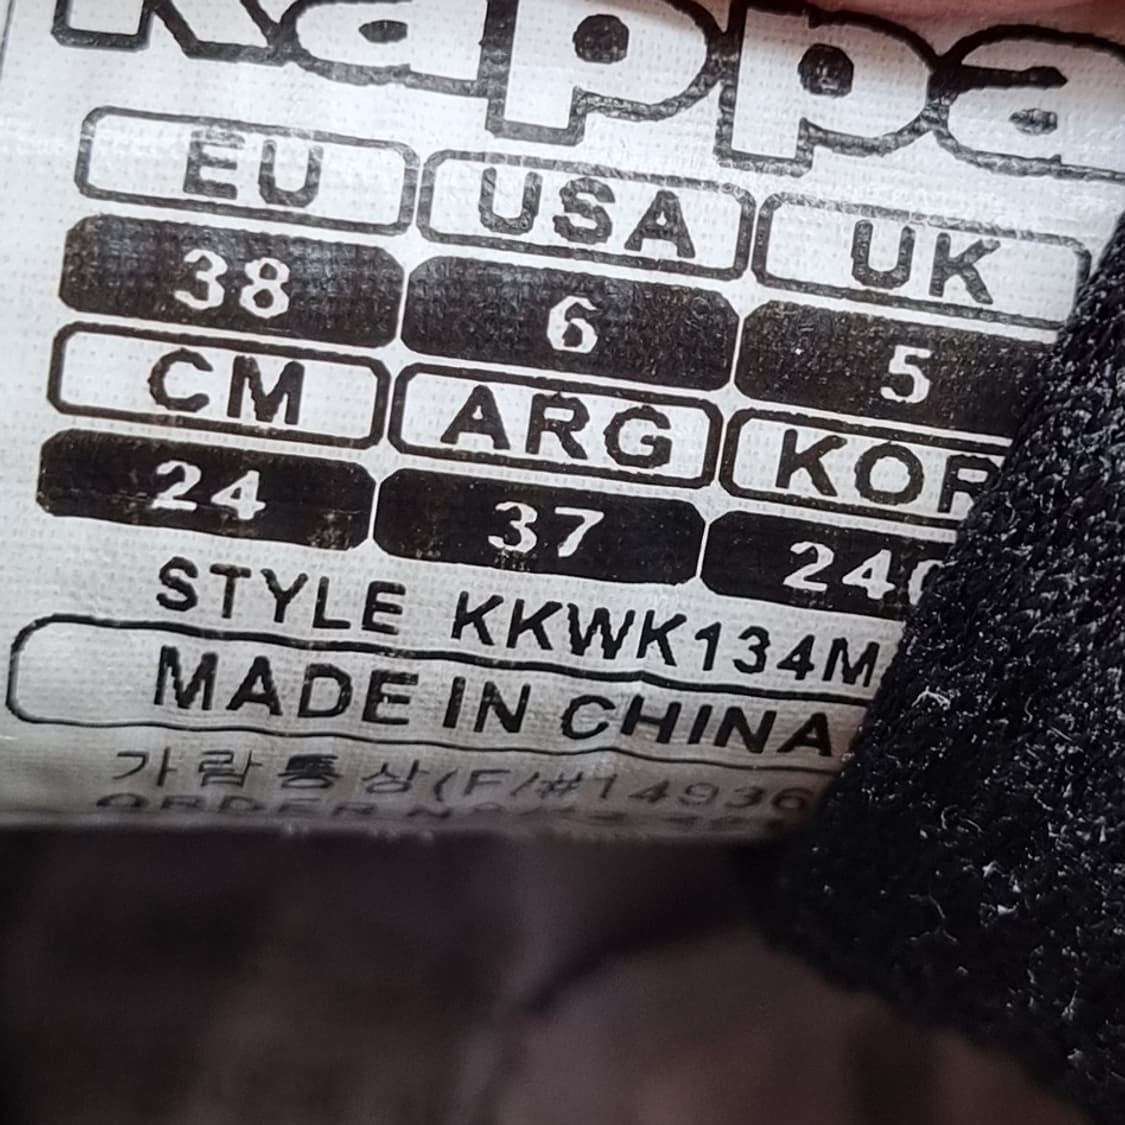 Kappa
EU USA UK
38 6 5
CM ARG KOR
24 37 240
STYLE KKWK134M
MADE IN CHINA
가람통상(F/#14936
ORDER